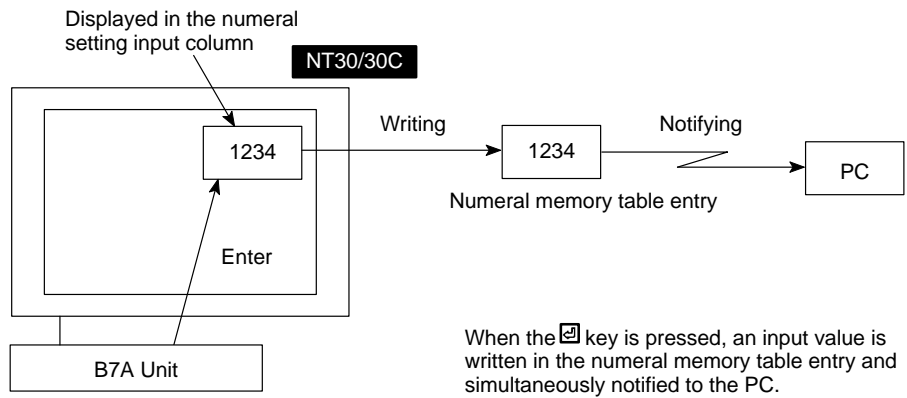 Displayed in the numeral
setting input column
NT30/30C
1234
Writing
1234
Notifying
PC
Numeral memory table entry
Enter
B7A Unit
When the ⏎ key is pressed, an input value is
written in the numeral memory table entry and
simultaneously notified to the PC.